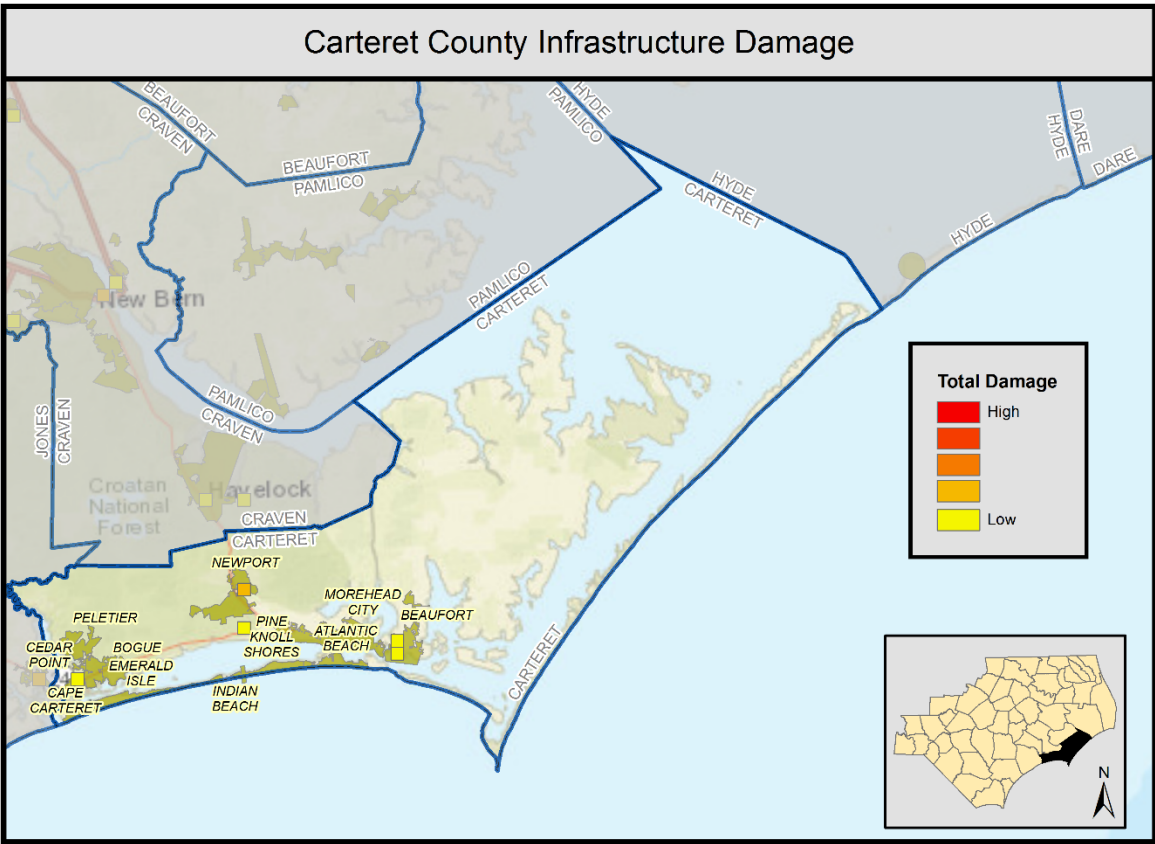 Carteret County Infrastructure Damage
BEAUFORT
CRAVEN
BEAUFORT
PAMLICO
HYDE
PAMLICO
HYDE
CARTERET
DARE
HYDE
DARE
HYDE
PAMLICO
CARTERET
New Bern
JONES
CRAVEN
PAMLICO
CRAVEN
Croatan
National
Forest
Havelock
CRAVEN
CARTERET
NEWPORT
PELETIER
CEDAR
POINT
BOGUE
EMERALD
ISLE
CAPE
CARTERET
PINE
KNOLL
SHORES
INDIAN
BEACH
MOREHEAD
CITY
ATLANTIC
BEACH
BEAUFORT
CARTERET
Total Damage
High
Low
N